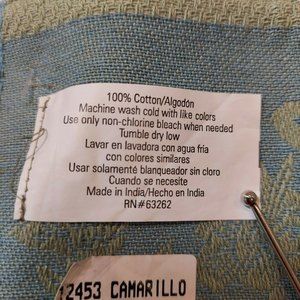 100% Cotton/Algodón
Machine wash cold with like colors
Use only non-chlorine bleach when needed
Tumble dry low
Lavar en lavadora con agua fría
con colores similares
Usar solamenté blanqueador sin cloro
Cuando se necesite
Made in India/Hecho en India
RN#63262
2453 CAMARILLO